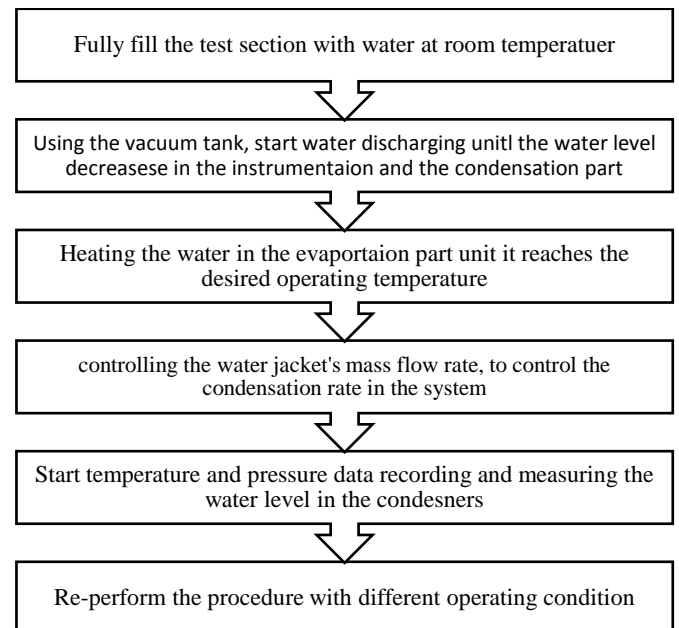 Fully fill the test section with water at room temperatuer
Using the vacuum tank, start water discharging unitl the water level
decreasese in the instrumentaion and the condensation part
Heating the water in the evaportaion part unit it reaches the
desired operating temperature
controlling the water jacket's mass flow rate, to control the
condensation rate in the system
Start temperature and pressure data recording and measuring the
water level in the condesners
Re-perform the procedure with different operating condition